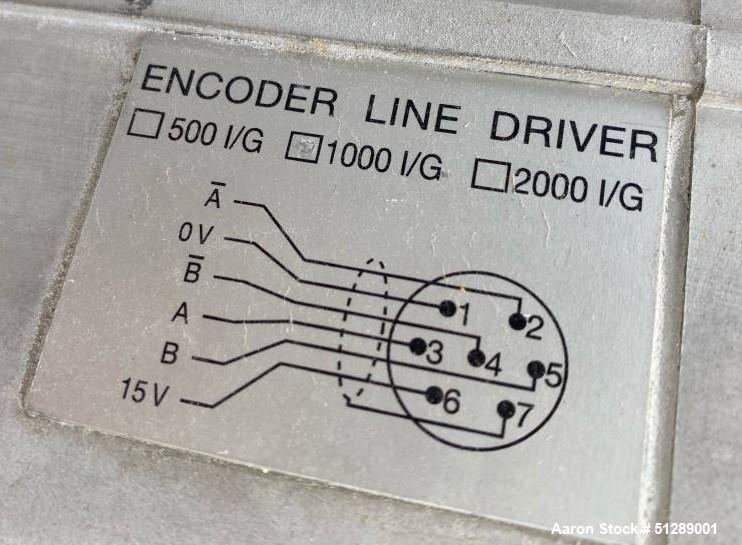 ENCODER LINE DRIVER
500 I/G 1000 I/G 2000 I/G
A̅
0V
B̅
A
B
15V
1
2
3
4
5
6
7
Aaron Stock# 51289001